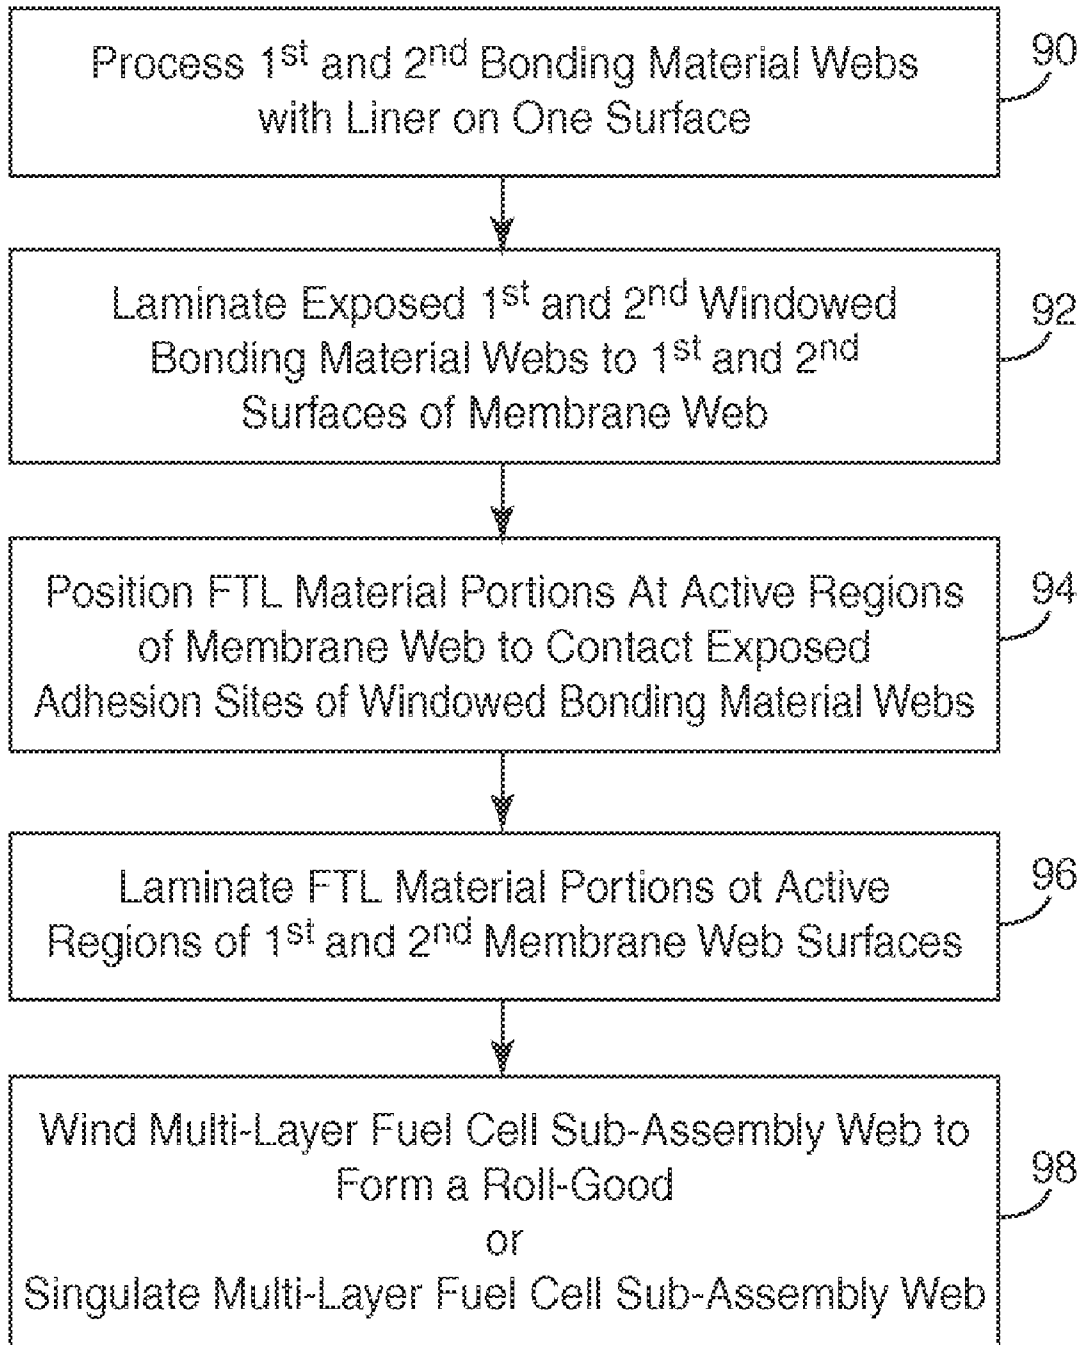 Process 1st and 2nd Bonding Material Webs
with Liner on One Surface
90
Laminate Exposed 1st and 2nd Windowed
Bonding Material Webs to 1st and 2nd
Surfaces of Membrane Web
92
Position FTL Material Portions At Active Regions
of Membrane Web to Contact Exposed
Adhesion Sites of Windowed Bonding Material Webs
94
Laminate FTL Material Portions ot Active
Regions of 1st and 2nd Membrane Web Surfaces
96
Wind Multi-Layer Fuel Cell Sub-Assembly Web to
Form a Roll-Good
or
Singulate Multi-Layer Fuel Cell Sub-Assembly Web
98